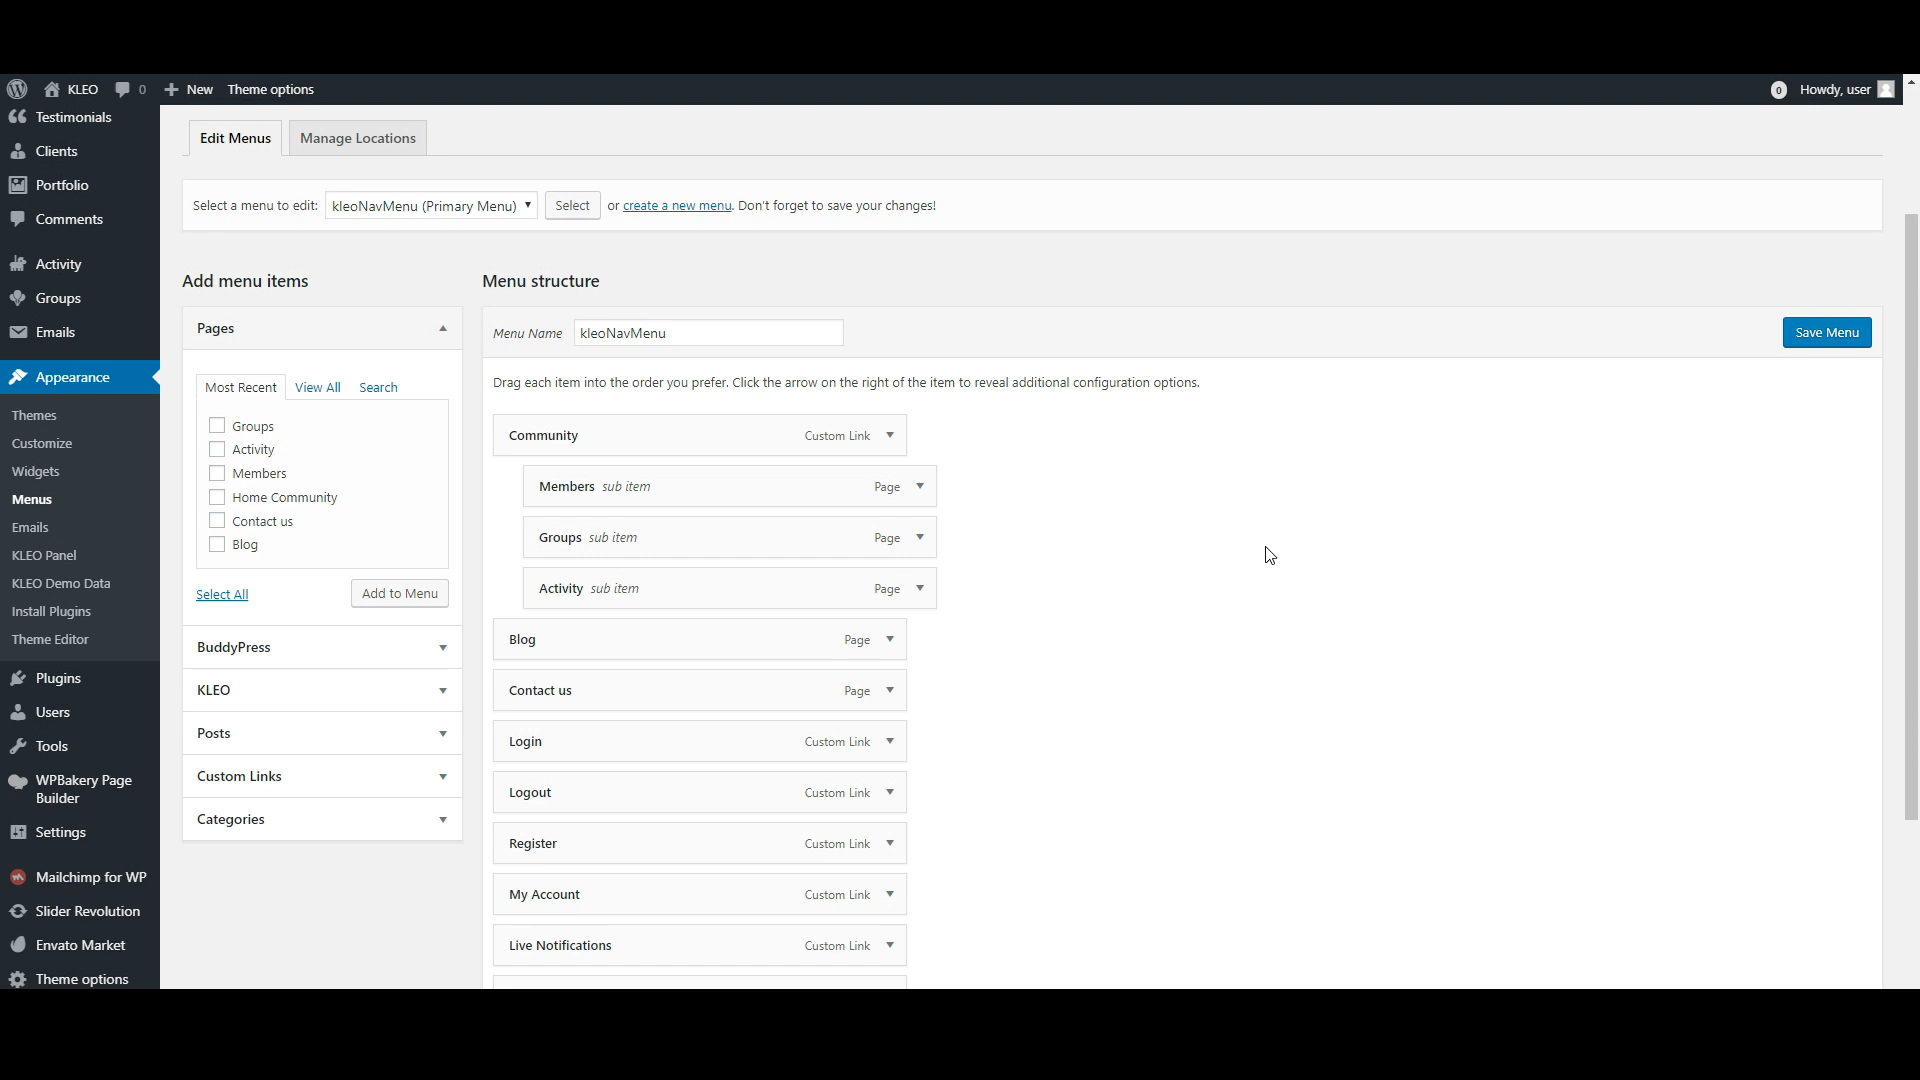 KLEO 0 New Theme options 0 Howdy, user
Testimonials
Clients
Portfolio
Comments
Activity
Groups
Emails
Appearance
Themes
Customize
Widgets
Menus
Emails
KLEO Panel
KLEO Demo Data
Install Plugins
Theme Editor
Plugins
Users
Tools
WPBakery Page
Builder
Settings
Mailchimp for WP
Slider Revolution
Envato Market
Theme options
Edit Menus Manage Locations
Select a menu to edit: kleoNavMenu (Primary Menu) Select or create a new menu. Don't forget to save your changes!
Add menu items
Pages
Most Recent View All Search
Groups
Activity
Members
Home Community
Contact us
Blog
Select All Add to Menu
BuddyPress
KLEO
Posts
Custom Links
Categories
Menu structure
Menu Name kleoNavMenu Save Menu
Drag each item into the order you prefer. Click the arrow on the right of the item to reveal additional configuration options.
Community Custom Link
Members sub item Page
Groups sub item Page
Activity sub item Page
Blog Page
Contact us Page
Login Custom Link
Logout Custom Link
Register Custom Link
My Account Custom Link
Live Notifications Custom Link